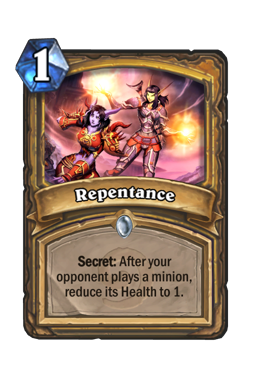 1
Repentance
Secret: After your
opponent plays a minion,
reduce its Health to 1.